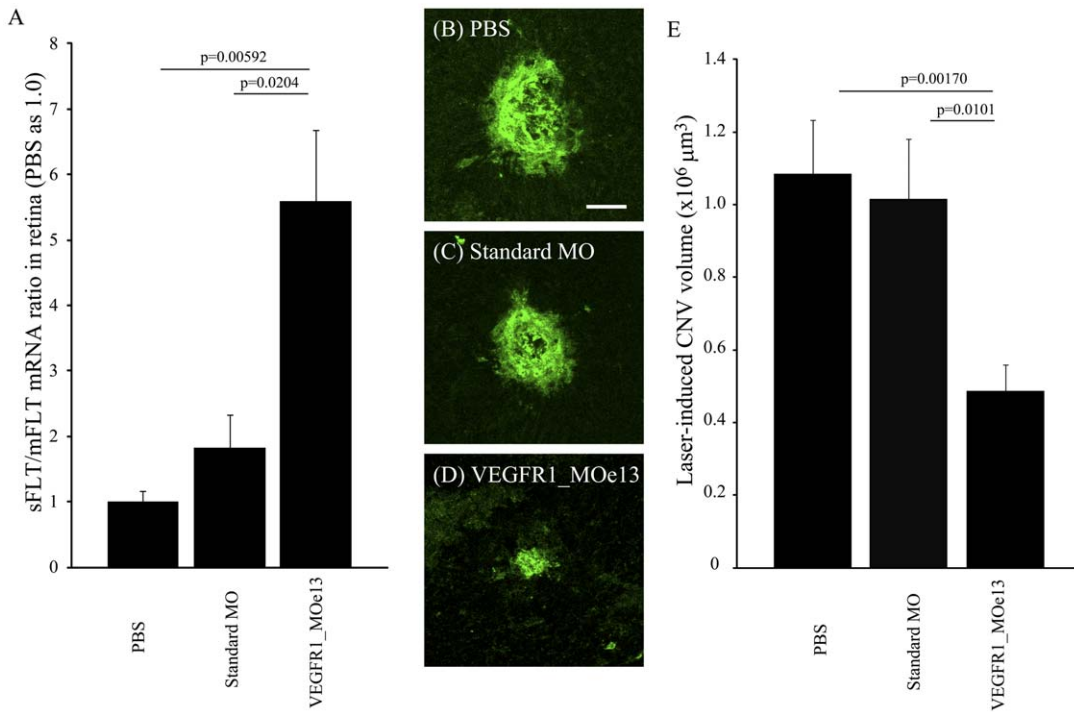 A
sFLT/mFLT mRNA ratio in retina (PBS as 1.0)
8
7
6
5
4
3
2
1
0
p=0.00592
p=0.0204
PBS
Standard MO
VEGFR1_MOe13
(B) PBS
(C) Standard MO
(D) VEGFR1_MOe13
E
Laser-induced CNV volume (x10⁶ μm³)
1.4
1.2
1.0
0.8
0.6
0.4
0.2
0
p=0.00170
p=0.0101
PBS
Standard MO
VEGFR1_MOe13